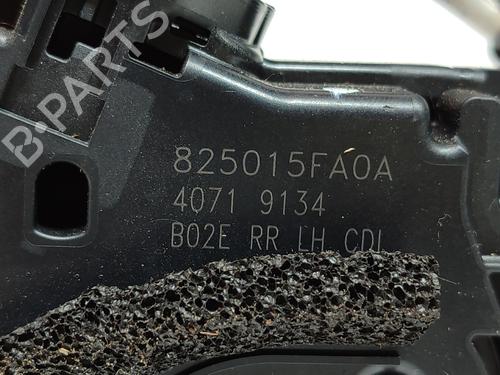 B-PARTS
825015FA0A
4071 9134
B02E RR LH CDL